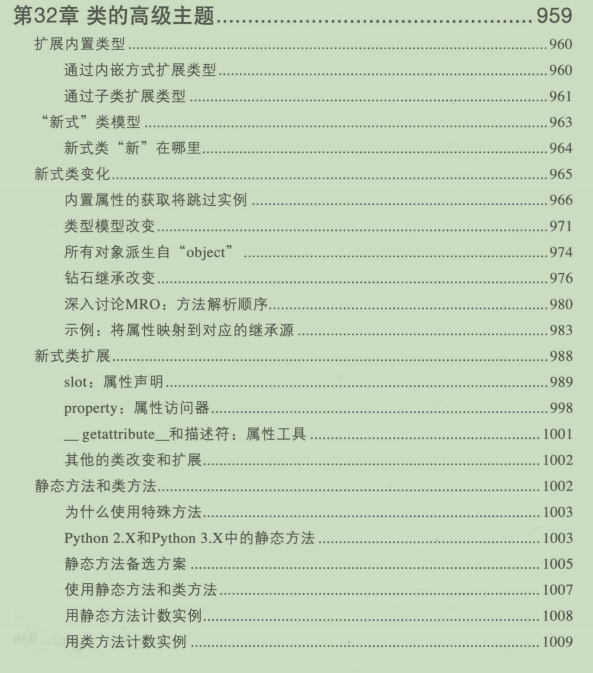 第32章 类的高级主题................................................959
扩展内置类型................................................960
通过内嵌方式扩展类型................................................960
通过子类扩展类型................................................961
“新式”类模型................................................963
新式类“新”在哪里................................................964
新式类变化................................................965
内置属性的获取将跳过实例................................................966
类型模型改变................................................971
所有对象派生自“object”................................................974
钻石继承改变................................................976
深入讨论MRO：方法解析顺序................................................980
示例：将属性映射到对应的继承源................................................983
新式类扩展................................................988
slot：属性声明................................................989
property：属性访问器................................................998
__ getattribute__和描述符：属性工具................................................1001
其他的类改变和扩展................................................1002
静态方法和类方法................................................1002
为什么使用特殊方法................................................1003
Python 2.X和Python 3.X中的静态方法................................................1003
静态方法备选方案................................................1005
使用静态方法和类方法................................................1007
用静态方法计数实例................................................1008
用类方法计数实例................................................1009